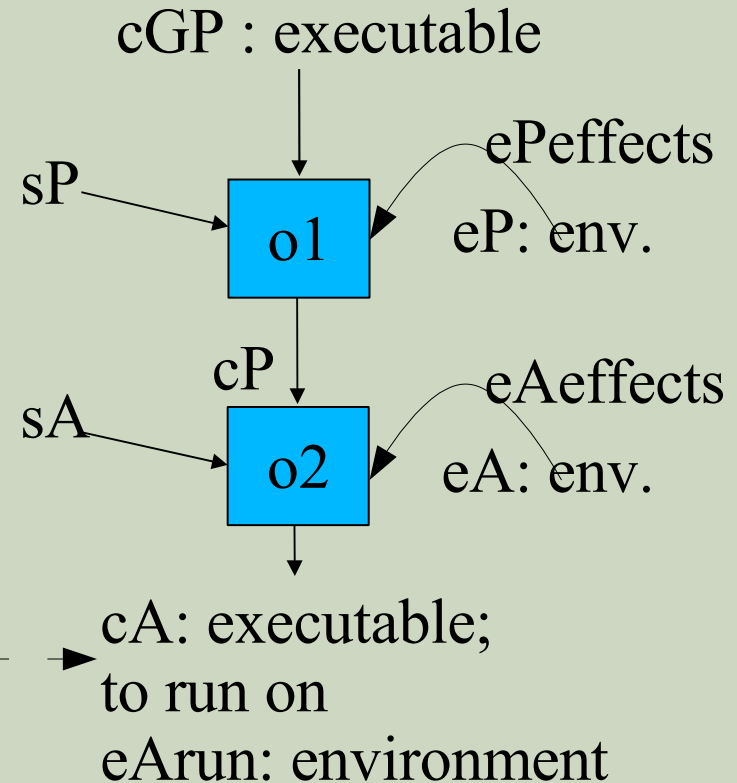 cGP : executable
ePeffects
sP
o1
eP: env.
cP
eAeffects
sA
o2
eA: env.
cA: executable;
to run on
eArun: environment